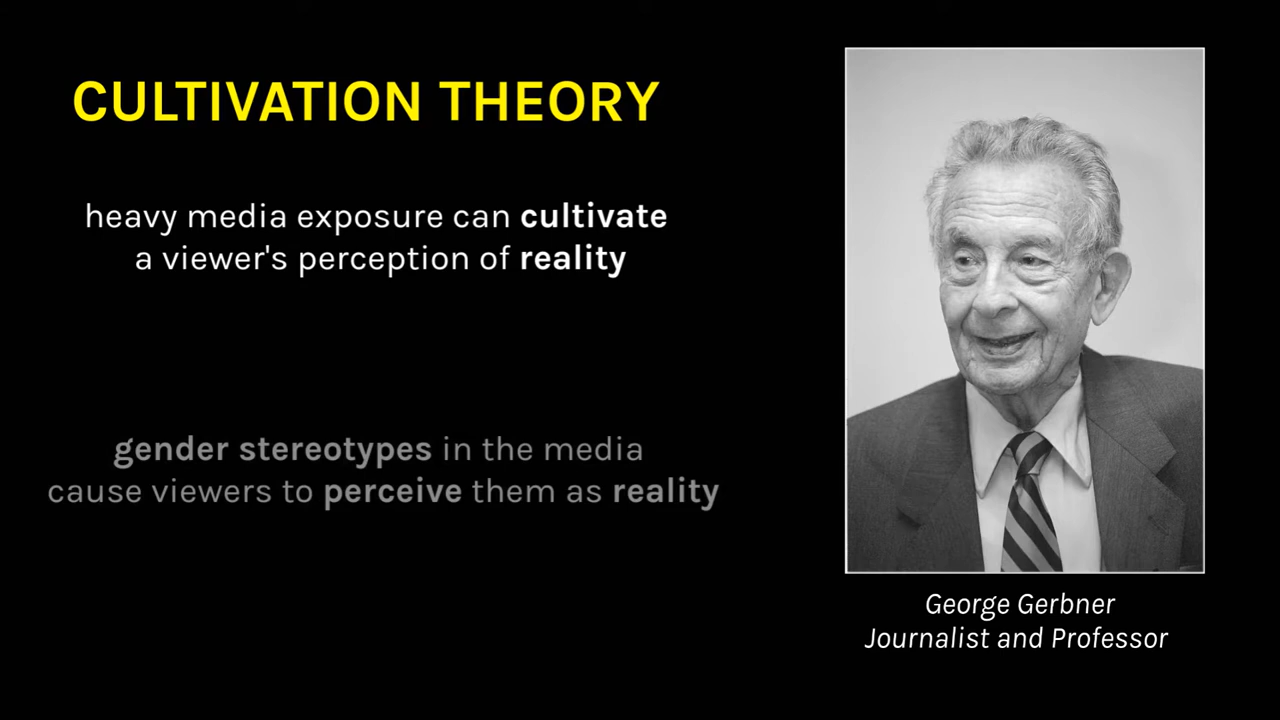 CULTIVATION THEORY
heavy media exposure can cultivate
a viewer's perception of reality
gender stereotypes in the media
cause viewers to perceive them as reality
George Gerbner
Journalist and Professor